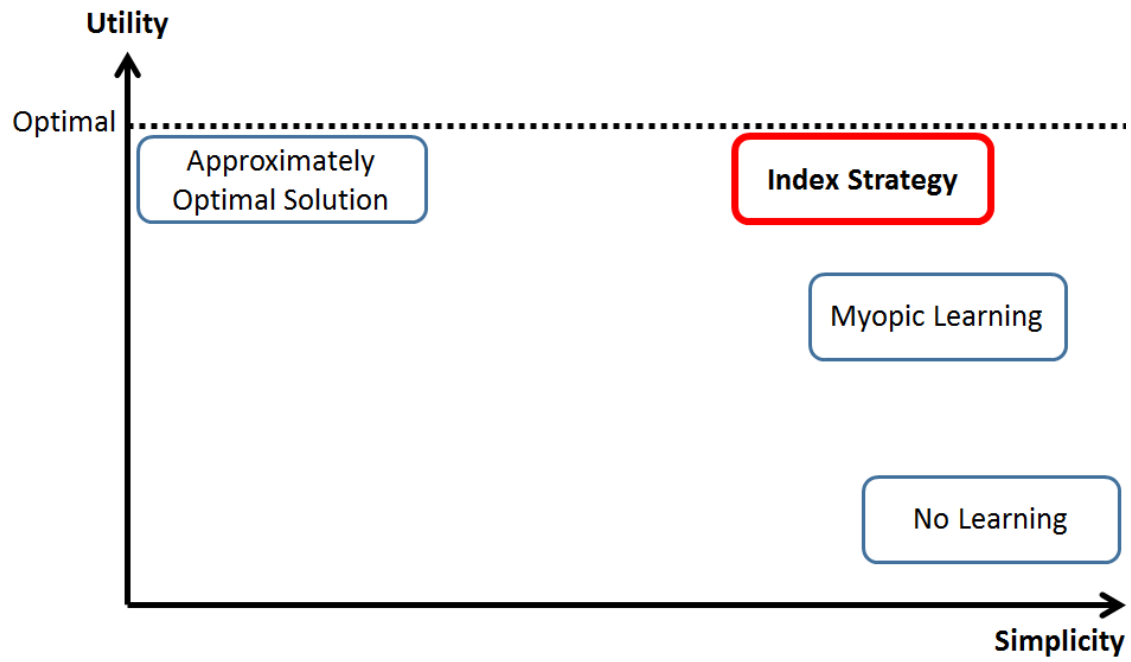 Utility
Optimal
Approximately
Optimal Solution
Index Strategy
Myopic Learning
No Learning
Simplicity